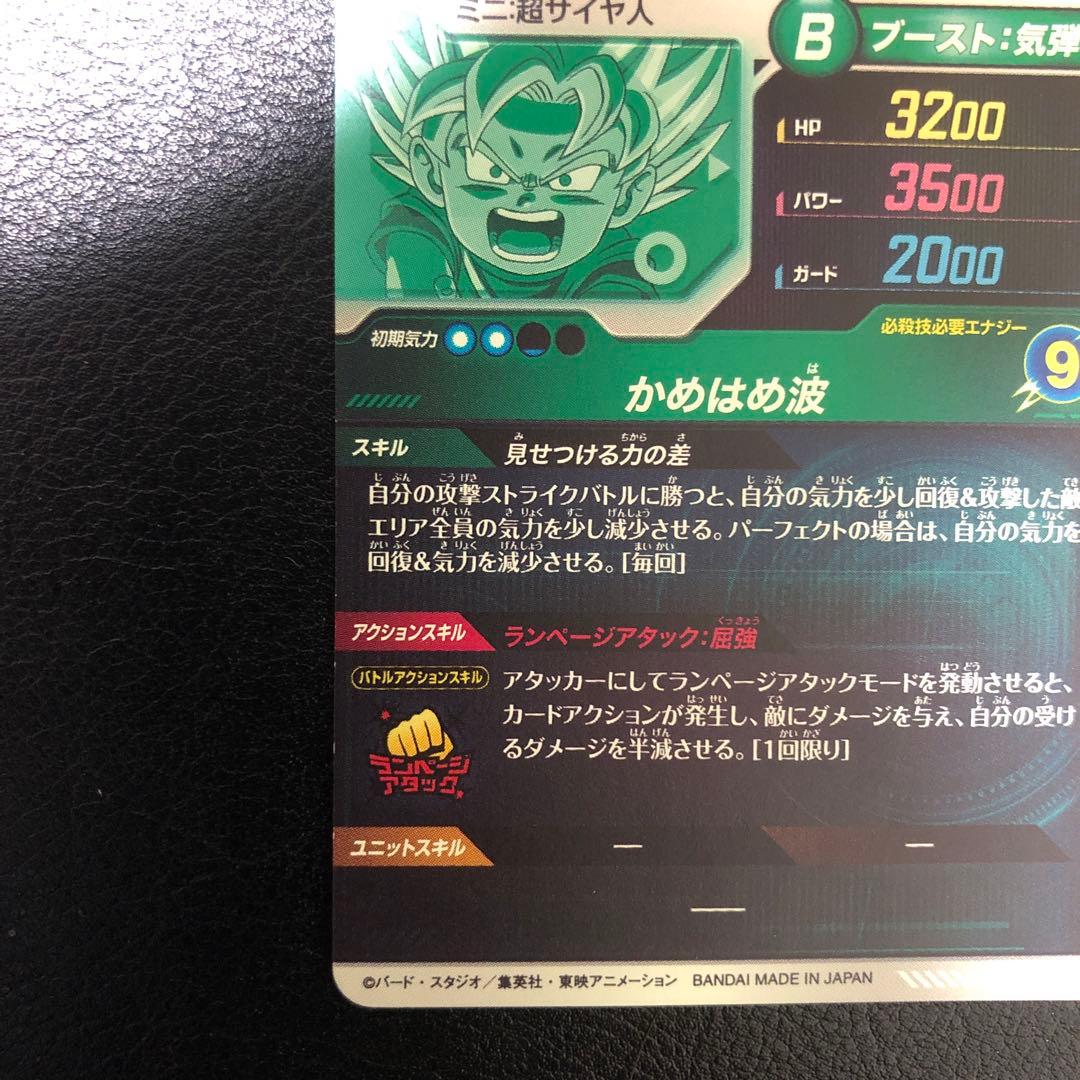 ミニ:超サイヤ人
B ブースト:気弾
HP 3200
パワー 3500
ガード 2000
初期気力
必殺技必要エナジー
9
かめはめ波
スキル 見せつける力の差
自分の攻撃ストライクバトルに勝つと、自分の気力を少し回復&攻撃した敵
エリア全員の気力を少し減少させる。パーフェクトの場合は、自分の気力を
回復&気力を減少させる。[毎回]
アクションスキル ランページアタック:屈強
バトルアクションスキル
ランページ
アタック
アタッカーにしてランページアタックモードを発動させると、
カードアクションが発生し、敵にダメージを与え、自分の受け
るダメージを半減させる。[1回限り]
ユニットスキル — —
—
©バード・スタジオ／集英社・東映アニメーション BANDAI MADE IN JAPAN